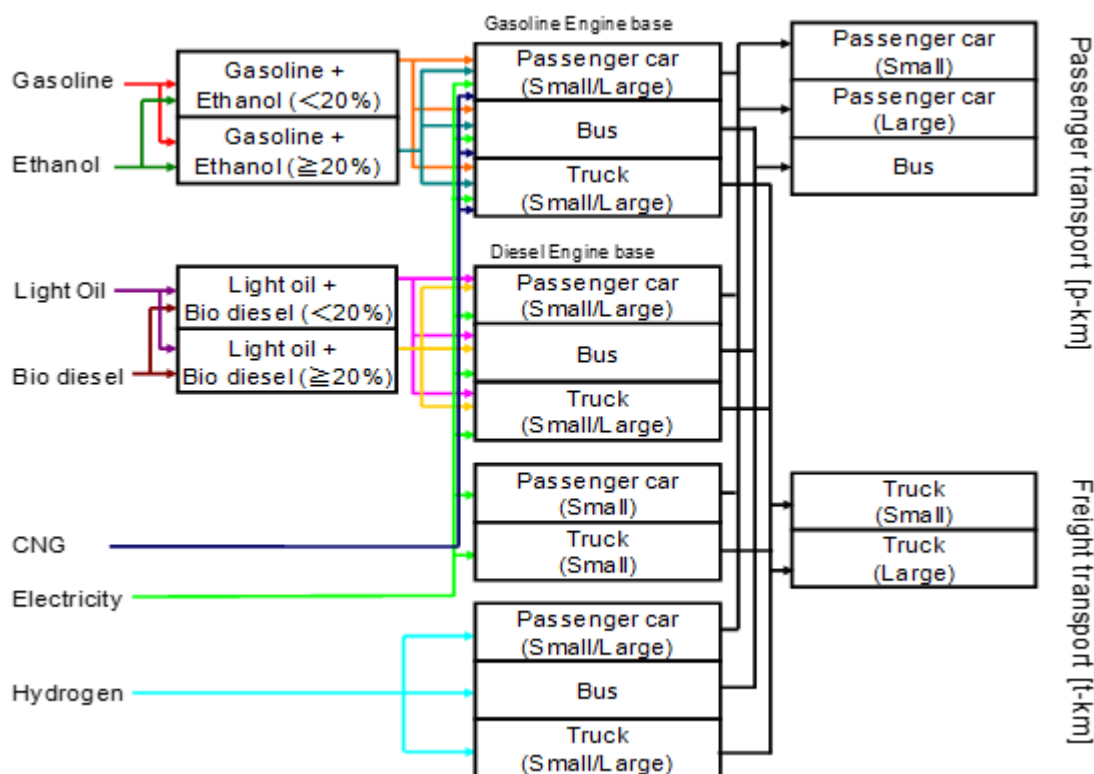 Gasoline Engine base
Gasoline
Ethanol
Gasoline +
Ethanol (<20%)
Gasoline +
Ethanol (≧20%)
Passenger car
(Small/Large)
Bus
Truck
(Small/Large)
Passenger car
(Small)
Passenger car
(Large)
Bus
Passenger transport [p-km]
Diesel Engine base
Light Oil
Bio diesel
Light oil +
Bio diesel (<20%)
Light oil +
Bio diesel (≧20%)
Passenger car
(Small/Large)
Bus
Truck
(Small/Large)
CNG
Electricity
Passenger car
(Small)
Truck
(Small)
Truck
(Small)
Truck
(Large)
Freight transport [t-km]
Hydrogen
Passenger car
(Small/Large)
Bus
Truck
(Small/Large)